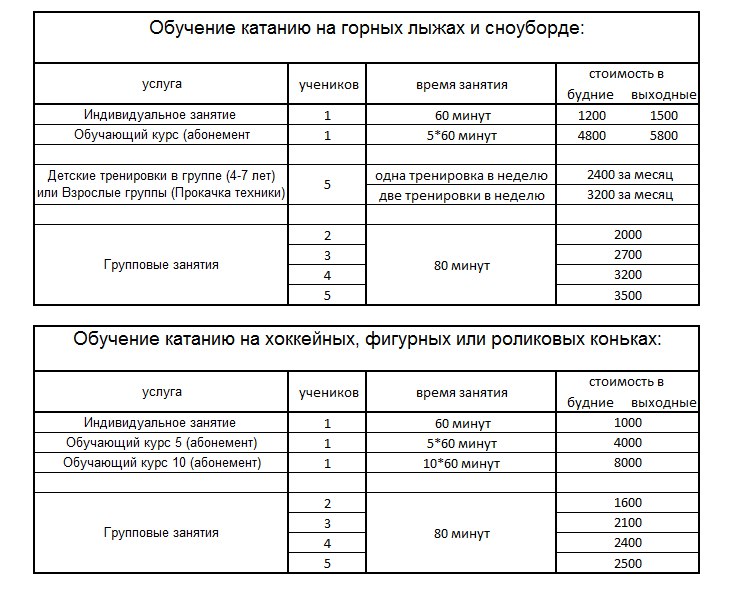 Обучение катанию на горных лыжах и сноуборде:
услуга учеников время занятия стоимость в
будние выходные
Индивидуальное занятие 1 60 минут 1200 1500
Обучающий курс (абонемент 1 5*60 минут 4800 5800
Детские тренировки в группе (4-7 лет) 5 одна тренировка в неделю 2400 за месяц
или Взрослые группы (Прокачка техники) две тренировки в неделю 3200 за месяц
Групповые занятия 80 минут
2 2000
3 2700
4 3200
5 3500
Обучение катанию на хоккейных, фигурных или роликовых коньках:
услуга учеников время занятия стоимость в
будние выходные
Индивидуальное занятие 1 60 минут 1000
Обучающий курс 5 (абонемент) 1 5*60 минут 4000
Обучающий курс 10 (абонемент) 1 10*60 минут 8000
Групповые занятия 80 минут
2 1600
3 2100
4 2400
5 2500